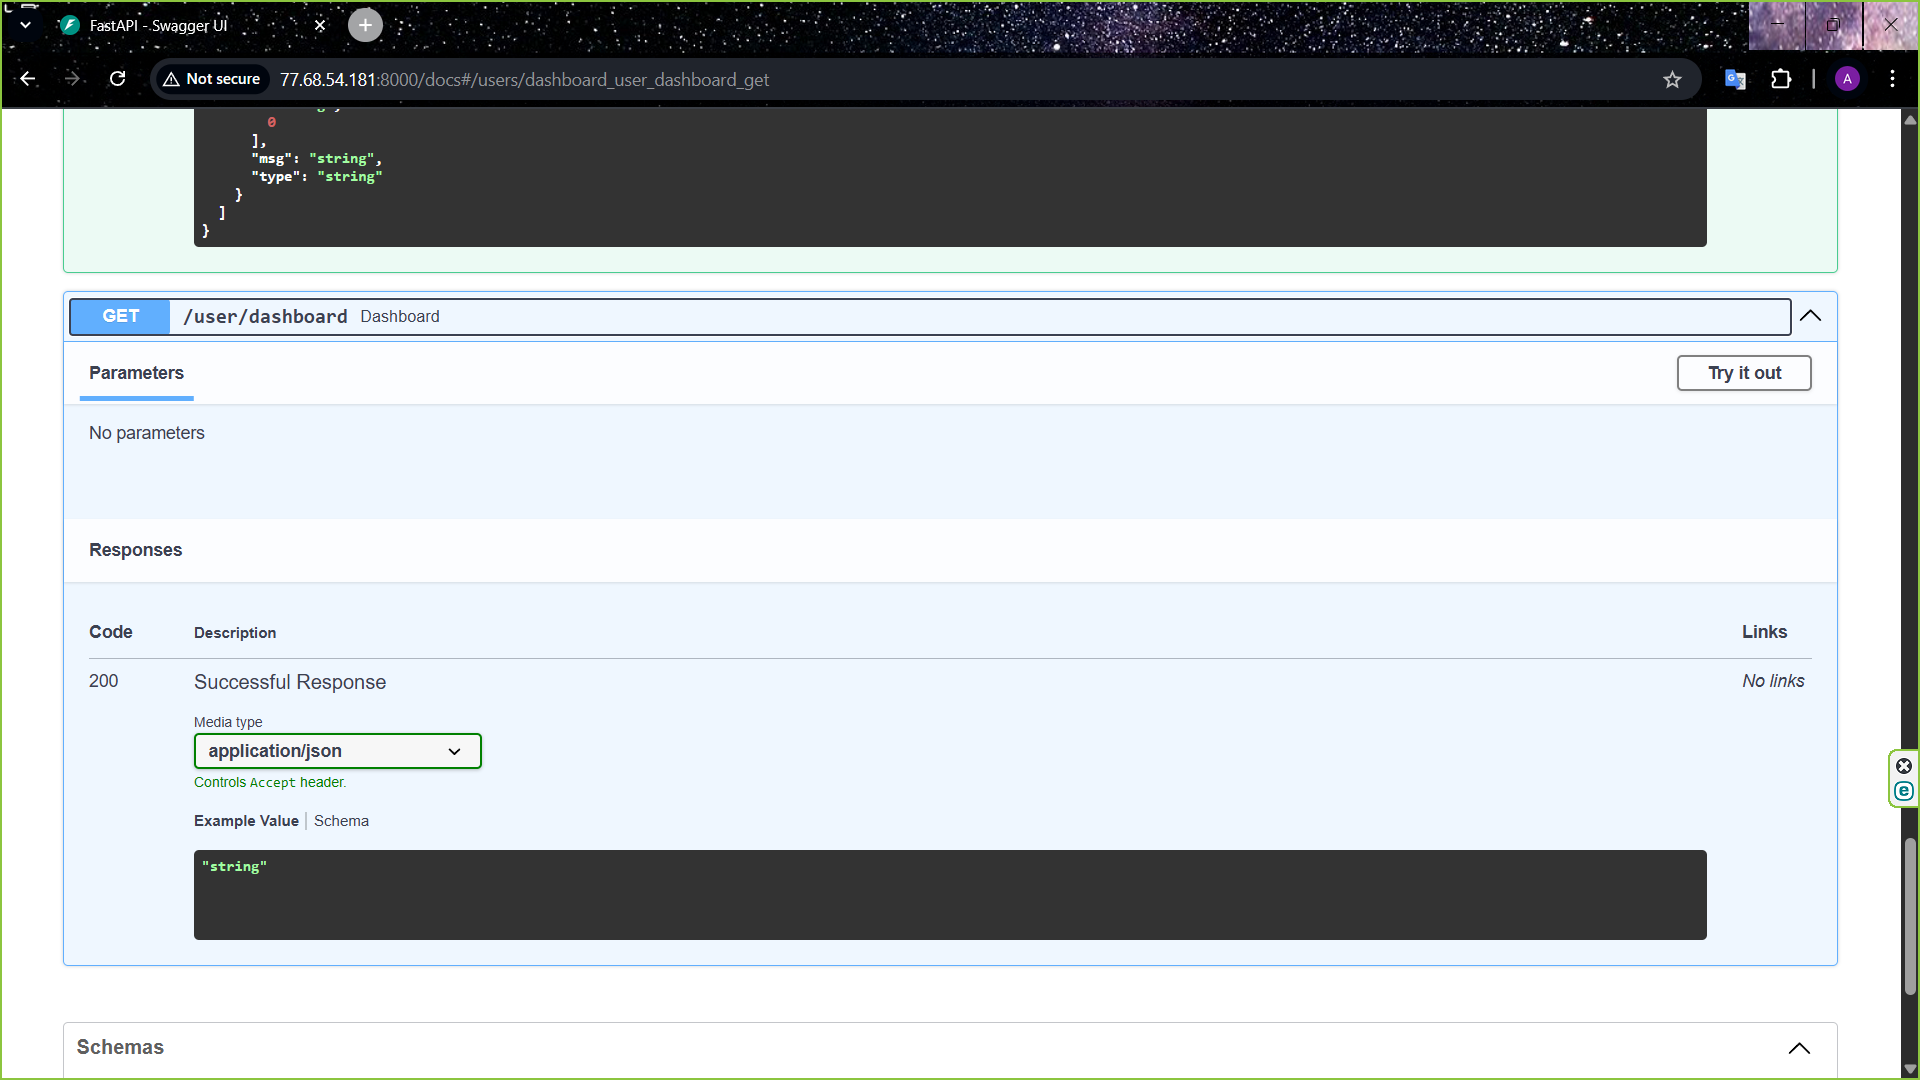 FastAPI - Swagger UI
Not secure
77.68.54.181:8000/docs#/users/dashboard_user_dashboard_get
A
0
],
"msg": "string",
"type": "string"
}
]
}
GET /user/dashboard Dashboard
Parameters
Try it out
No parameters
Responses
Code Description Links
200 Successful Response No links
Media type
application/json
Controls Accept header.
Example Value Schema
"string"
Schemas